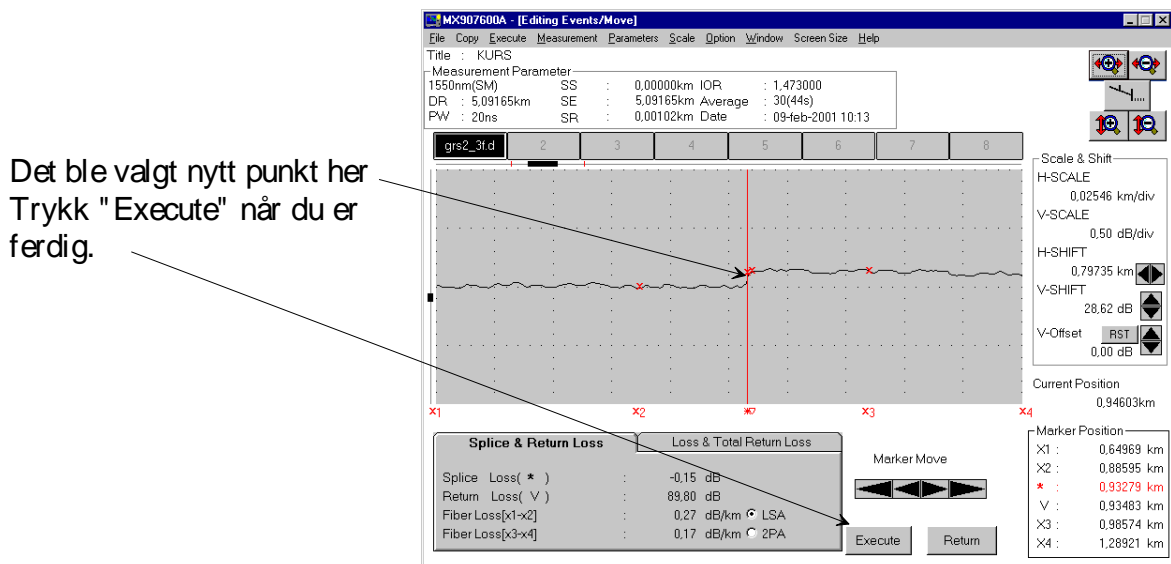 MX907600A - [Editing Events/Move]
File Copy Execute Measurement Parameters Scale Option Window Screen Size Help
Title : KURS
Measurement Parameter
1550nm(SM) SS : 0,00000km IOR : 1,473000
DR : 5,09165km SE : 5,09165km Average : 30(44s)
PW : 20ns SR : 0,00102km Date : 09-feb-2001 10:13
grs2_3f.d 2 3 4 5 6 7 8
Det ble valgt nytt punkt her
Trykk "Execute" når du er
ferdig.
Scale & Shift
H-SCALE
0,02546 km/div
V-SCALE
0,50 dB/div
H-SHIFT
0,79735 km
V-SHIFT
28,62 dB
V-Offset RST
0,00 dB
Current Position
0,94603km
x1 x2 *▽ x3 x4
Splice & Return Loss Loss & Total Return Loss
Splice Loss( * ) : -0,15 dB
Return Loss( V ) : 89,80 dB
Fiber Loss[x1-x2] : 0,27 dB/km LSA
Fiber Loss[x3-x4] : 0,17 dB/km 2PA
Marker Move
Execute Return
Marker Position
X1 : 0,64969 km
X2 : 0,88595 km
* : 0,93279 km
V : 0,93483 km
X3 : 0,98574 km
X4 : 1,28921 km